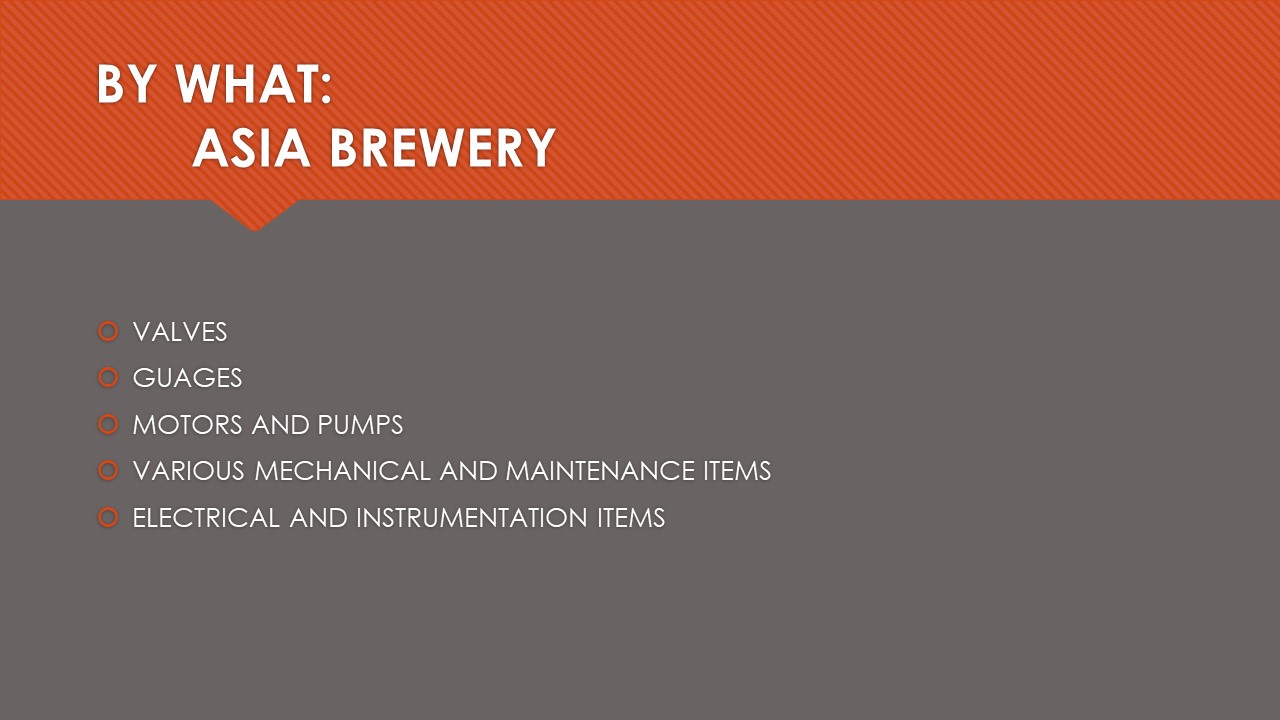 BY WHAT:
ASIA BREWERY
VALVES
GUAGES
MOTORS AND PUMPS
VARIOUS MECHANICAL AND MAINTENANCE ITEMS
ELECTRICAL AND INSTRUMENTATION ITEMS